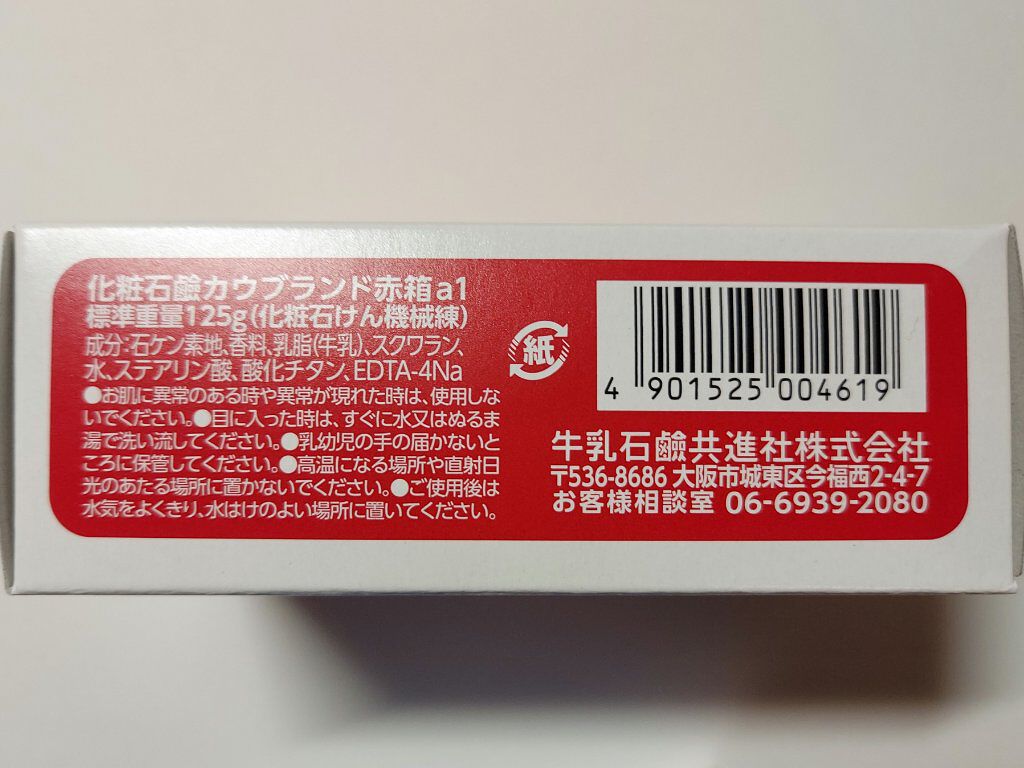 化粧石鹼カウブランド赤箱a1
標準重量125g(化粧石けん機械練)
成分:石ケン素地、香料、乳脂(牛乳)、スクワラン、
水、ステアリン酸、酸化チタン、EDTA-4Na
●お肌に異常のある時や異常が現れた時は、使用しな
いでください。●目に入った時は、すぐに水又はぬるま
湯で洗い流してください。●乳幼児の手の届かないと
ころに保管してください。●高温になる場所や直射日
光のあたる場所に置かないでください。●ご使用後は
水気をよくきり、水はけのよい場所に置いてください。
紙
4 901525 004619
牛乳石鹼共進社株式会社
〒536-8686 大阪市城東区今福西2-4-7
お客様相談室 06-6939-2080